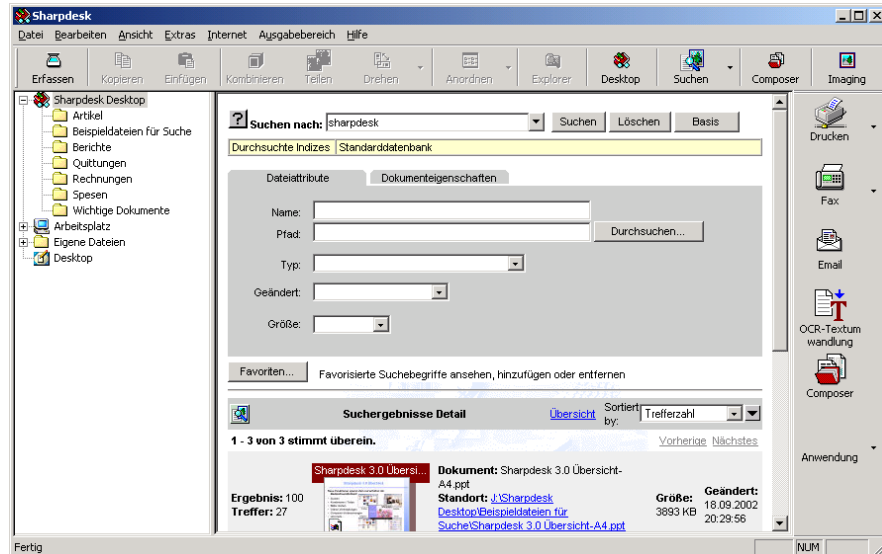 Sharpdesk
Datei Bearbeiten Ansicht Extras Internet Ausgabebereich Hilfe
Erfassen Kopieren Einfügen Kombinieren Teilen Drehen Anordnen Explorer Desktop Suchen Composer Imaging
Sharpdesk Desktop
Artikel
Beispieldateien für Suche
Berichte
Quittungen
Rechnungen
Spesen
Wichtige Dokumente
Arbeitsplatz
Eigene Dateien
Desktop
? Suchen nach: sharpdesk Suchen Löschen Basis
Durchsuchte Indizes Standarddatenbank
Dateiattribute Dokumenteigenschaften
Name:
Pfad: Durchsuchen...
Typ:
Geändert:
Größe:
Favoriten... Favorisierte Suchebegriffe ansehen, hinzufügen oder entfernen
Suchergebnisse Detail Übersicht Sortiert by: Trefferzahl
1 - 3 von 3 stimmt überein. Vorherige Nächstes
Sharpdesk 3.0 Übersi...
Ergebnis: 100
Treffer: 27
Dokument: Sharpdesk 3.0 Übersicht-
A4.ppt
Standort: J:\Sharpdesk
Desktop\Beispieldateien für
Suche\Sharpdesk 3.0 Übersicht-A4.ppt
Größe:
3893 KB
Geändert:
18.09.2002
20:29:56
Drucken
Fax
Email
OCR-Textum
wandlung
Composer
Anwendung
Fertig NUM